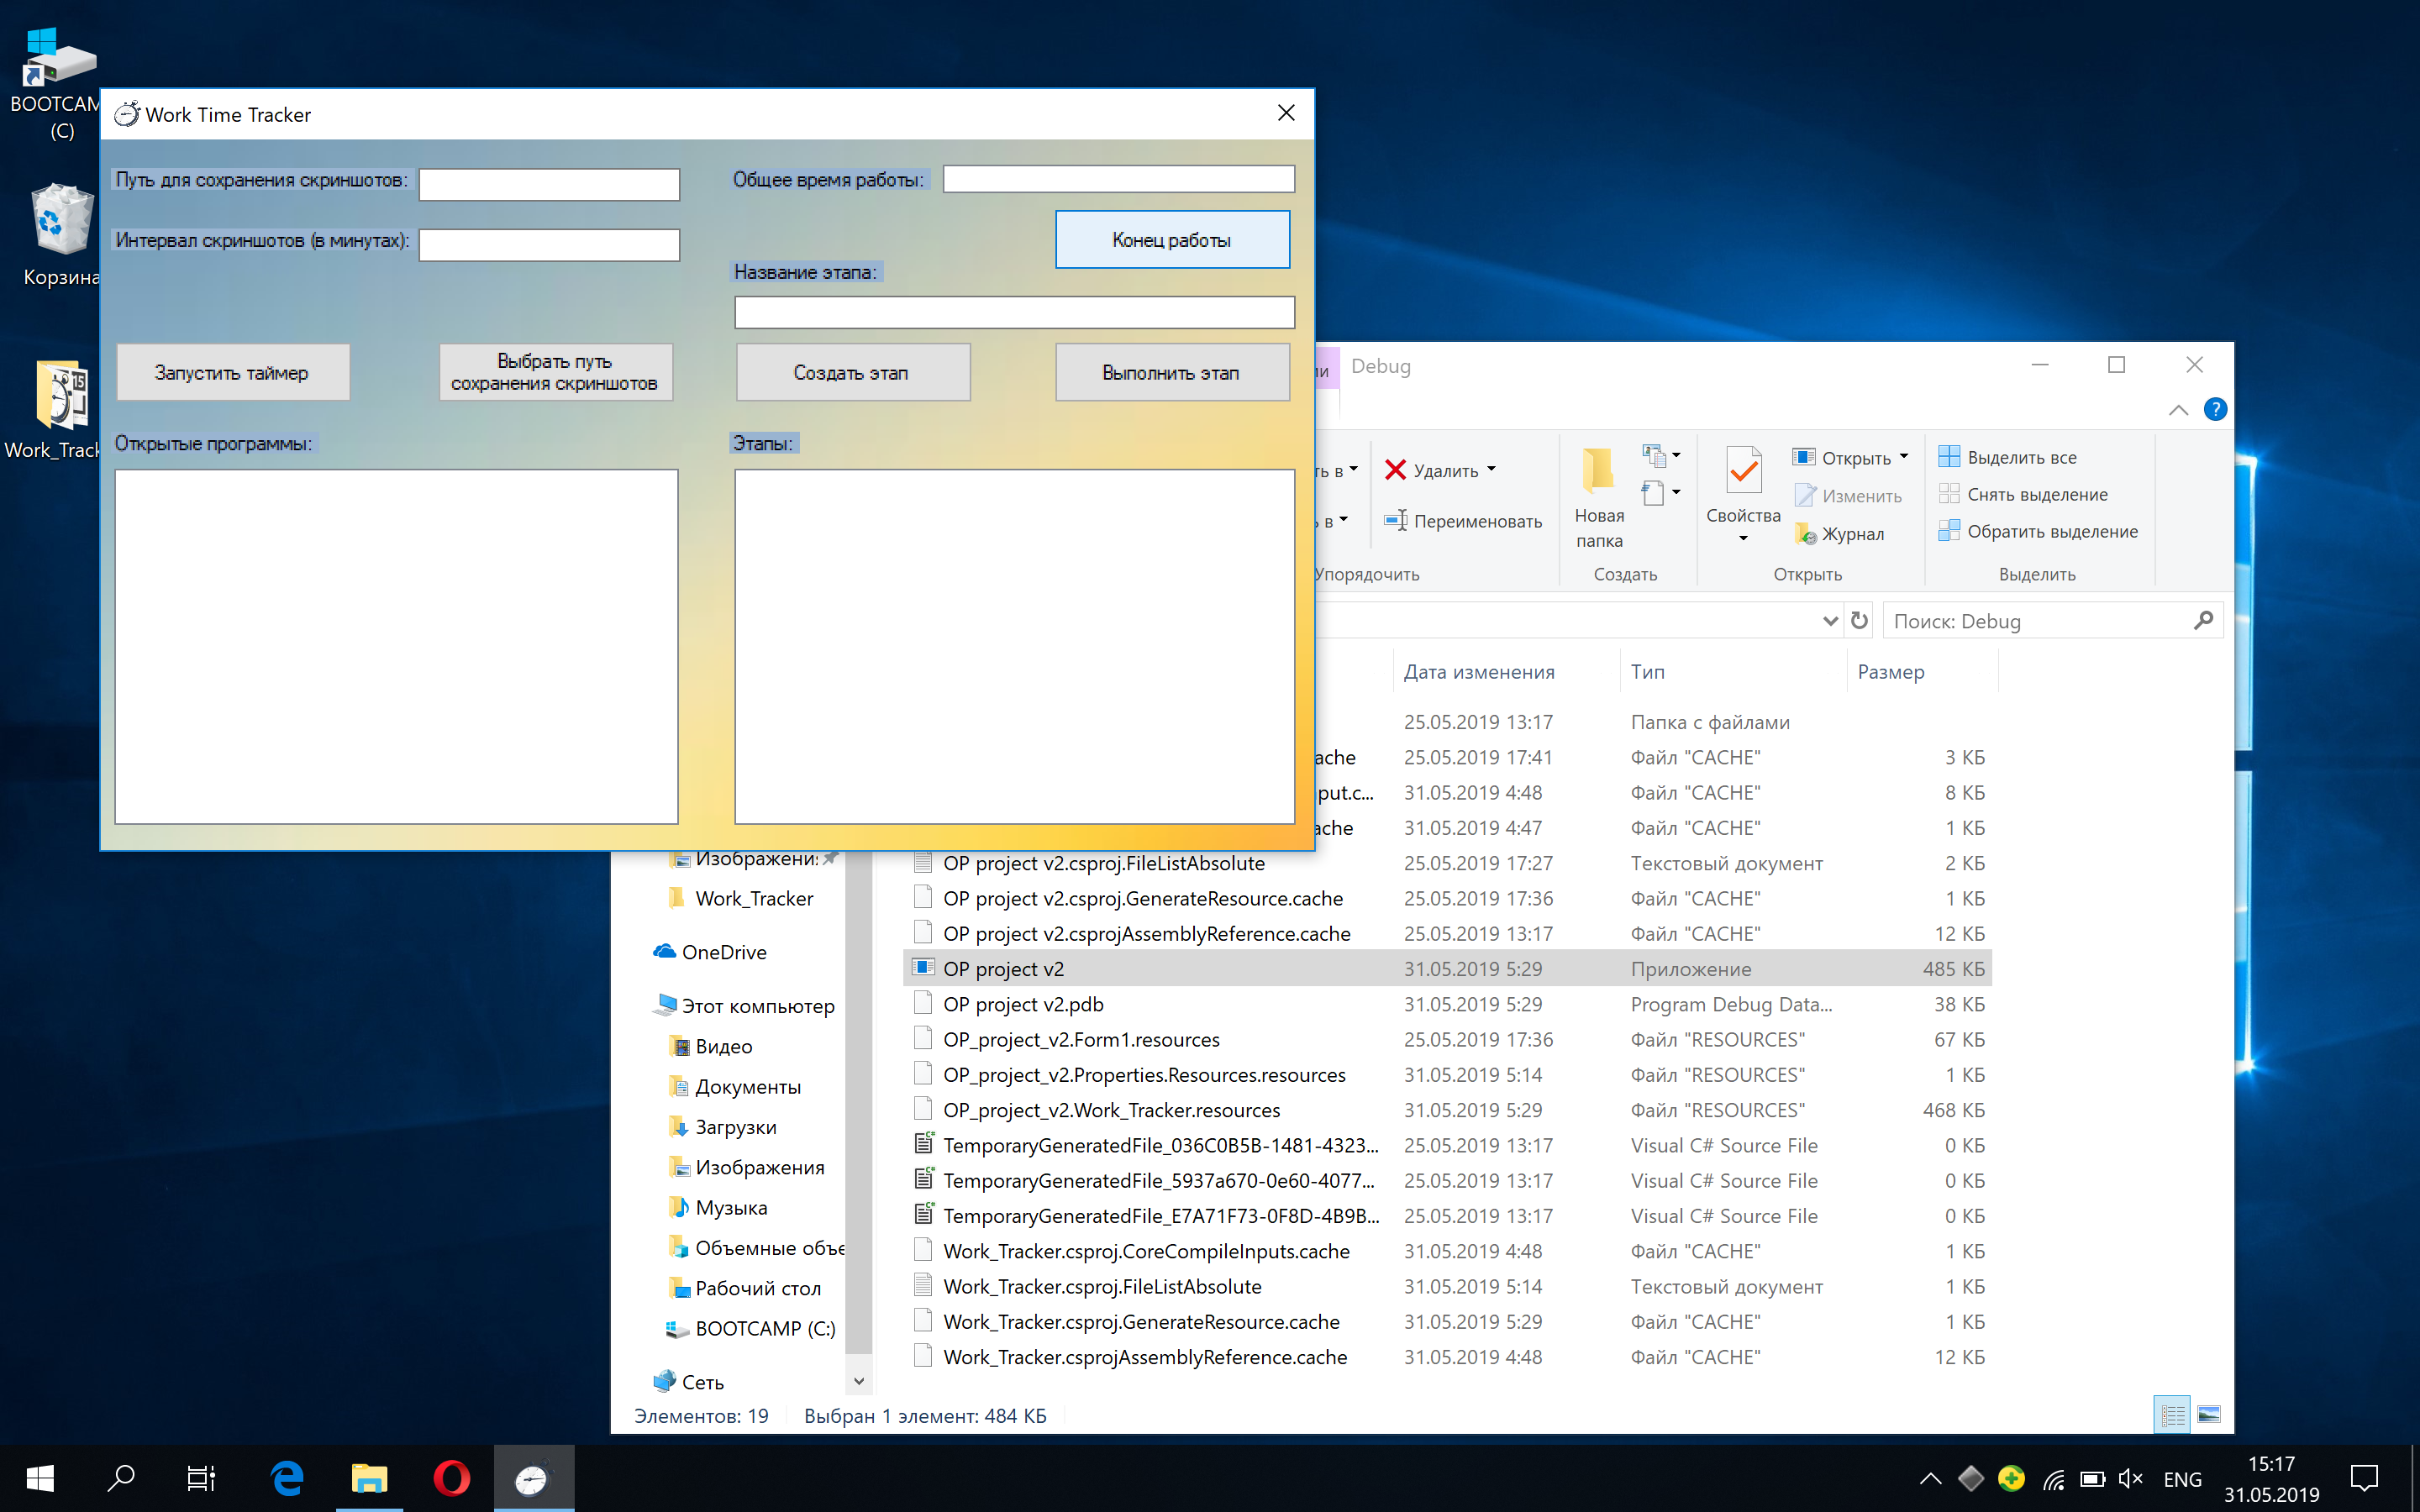 BOOTCAM
(C)
Корзина
Work_Track
Work Time Tracker
Путь для сохранения скриншотов:
Интервал скриншотов (в минутах):
Общее время работы:
Конец работы
Название этапа:
Запустить таймер
Выбрать путь
сохранения скриншотов
Создать этап
Выполнить этап
Открытые программы:
Этапы:
Debug
Удалить
Переименовать
Упорядочить
Новая
папка
Создать
Свойства
Открыть
Изменить
Журнал
Открыть
Выделить все
Снять выделение
Обратить выделение
Выделить
Поиск: Debug
Дата изменения Тип Размер
25.05.2019 13:17 Папка с файлами
ache 25.05.2019 17:41 Файл "CACHE" 3 КБ
put.c... 31.05.2019 4:48 Файл "CACHE" 8 КБ
ache 31.05.2019 4:47 Файл "CACHE" 1 КБ
OP project v2.csproj.FileListAbsolute 25.05.2019 17:27 Текстовый документ 2 КБ
OP project v2.csproj.GenerateResource.cache 25.05.2019 17:36 Файл "CACHE" 1 КБ
OP project v2.csprojAssemblyReference.cache 25.05.2019 13:17 Файл "CACHE" 12 КБ
OP project v2 31.05.2019 5:29 Приложение 485 КБ
OP project v2.pdb 31.05.2019 5:29 Program Debug Data... 38 КБ
OP_project_v2.Form1.resources 25.05.2019 17:36 Файл "RESOURCES" 67 КБ
OP_project_v2.Properties.Resources.resources 31.05.2019 5:14 Файл "RESOURCES" 1 КБ
OP_project_v2.Work_Tracker.resources 31.05.2019 5:29 Файл "RESOURCES" 468 КБ
TemporaryGeneratedFile_036C0B5B-1481-4323... 25.05.2019 13:17 Visual C# Source File 0 КБ
TemporaryGeneratedFile_5937a670-0e60-4077... 25.05.2019 13:17 Visual C# Source File 0 КБ
TemporaryGeneratedFile_E7A71F73-0F8D-4B9B... 25.05.2019 13:17 Visual C# Source File 0 КБ
Work_Tracker.csproj.CoreCompileInputs.cache 31.05.2019 4:48 Файл "CACHE" 1 КБ
Work_Tracker.csproj.FileListAbsolute 31.05.2019 5:14 Текстовый документ 1 КБ
Work_Tracker.csproj.GenerateResource.cache 31.05.2019 5:29 Файл "CACHE" 1 КБ
Work_Tracker.csprojAssemblyReference.cache 31.05.2019 4:48 Файл "CACHE" 12 КБ
Изображения
Work_Tracker
OneDrive
Этот компьютер
Видео
Документы
Загрузки
Изображения
Музыка
Объемные объе
Рабочий стол
BOOTCAMP (C:)
Сеть
Элементов: 19 Выбран 1 элемент: 484 КБ
ENG
15:17
31.05.2019